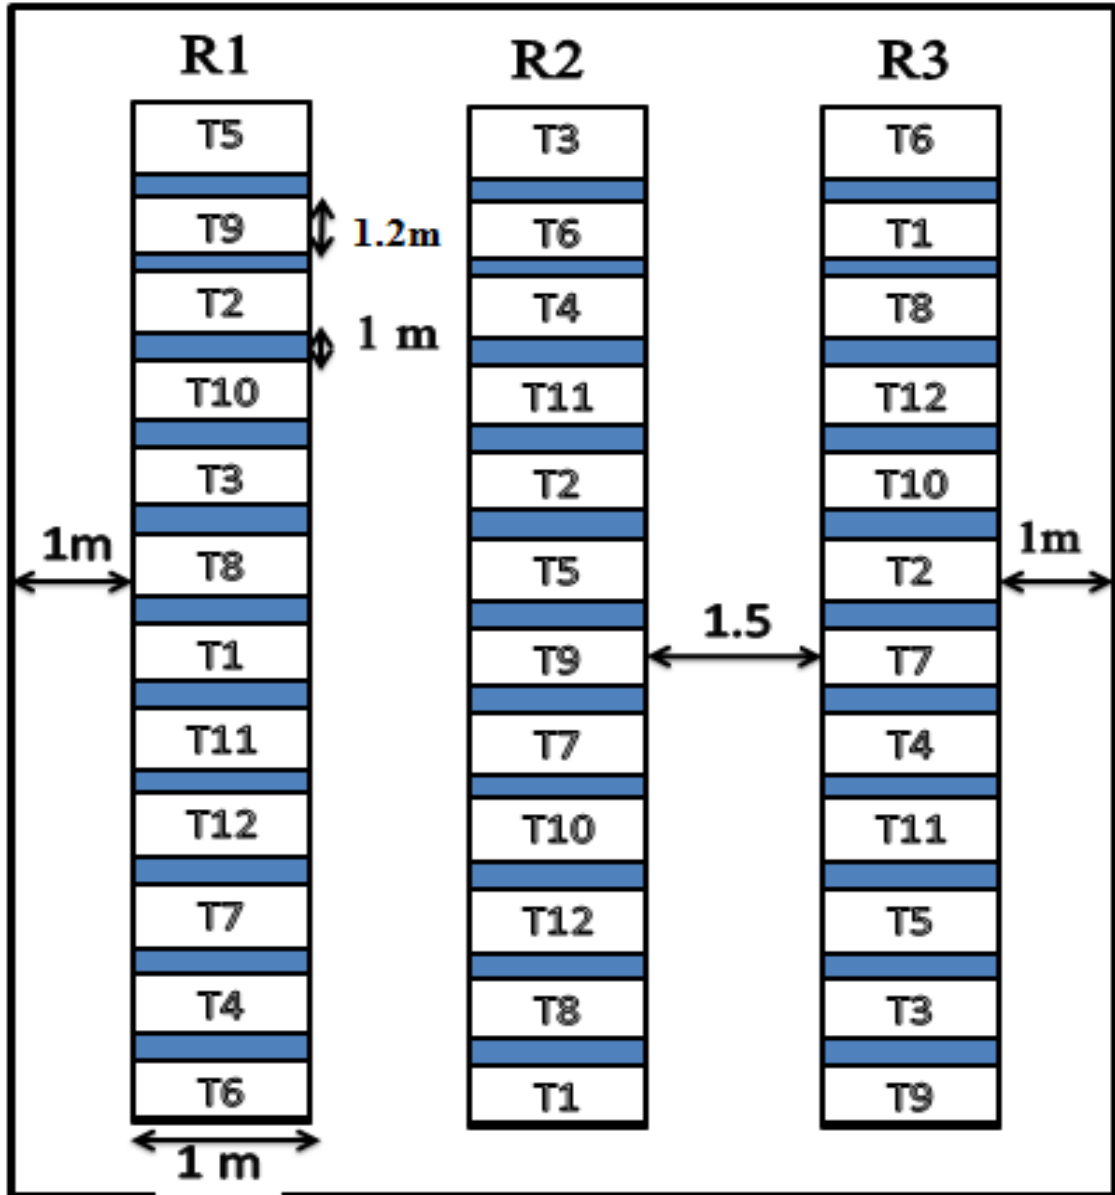 R1 R2 R3
T5 T3 T6
T9 1.2m T6 T1
T2 T4 T8
1 m
T10 T11 T12
T3 T2 T10
1m T8 T5 T2 1m
1.5
T1 T9 T7
T11 T7 T4
T12 T10 T11
T7 T12 T5
T4 T8 T3
T6 T1 T9
1 m